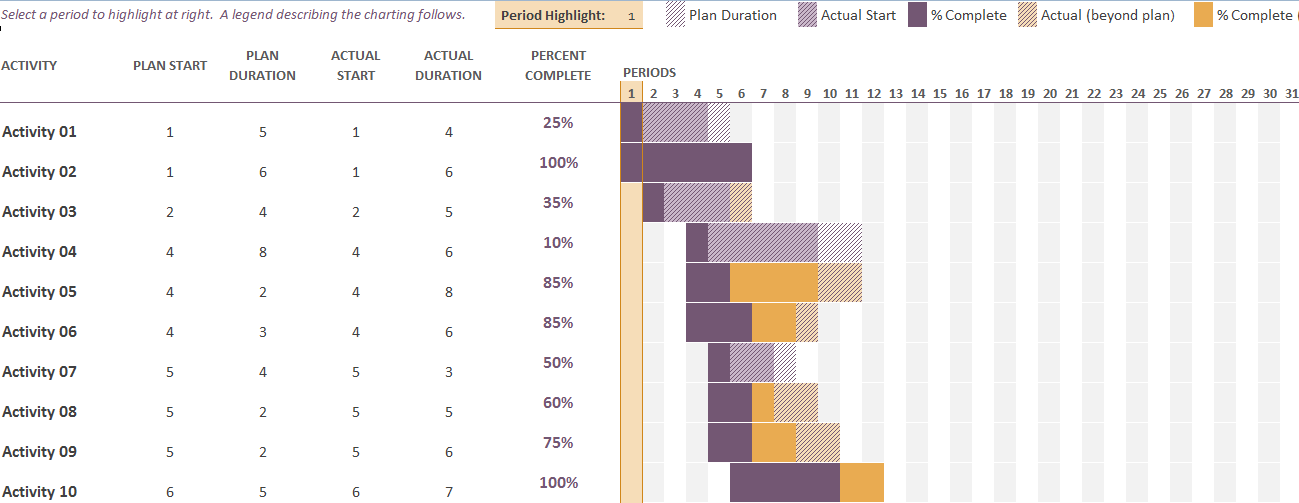 Select a period to highlight at right.  A legend describing the charting follows. Period Highlight: 1 Plan Duration Actual Start % Complete Actual (beyond plan) % Complete (
ACTIVITY PLAN START PLAN DURATION ACTUAL START ACTUAL DURATION PERCENT COMPLETE PERIODS
1 2 3 4 5 6 7 8 9 10 11 12 13 14 15 16 17 18 19 20 21 22 23 24 25 26 27 28 29 30 31
Activity 01 1 5 1 4 25%
Activity 02 1 6 1 6 100%
Activity 03 2 4 2 5 35%
Activity 04 4 8 4 6 10%
Activity 05 4 2 4 8 85%
Activity 06 4 3 4 6 85%
Activity 07 5 4 5 3 50%
Activity 08 5 2 5 5 60%
Activity 09 5 2 5 6 75%
Activity 10 6 5 6 7 100%